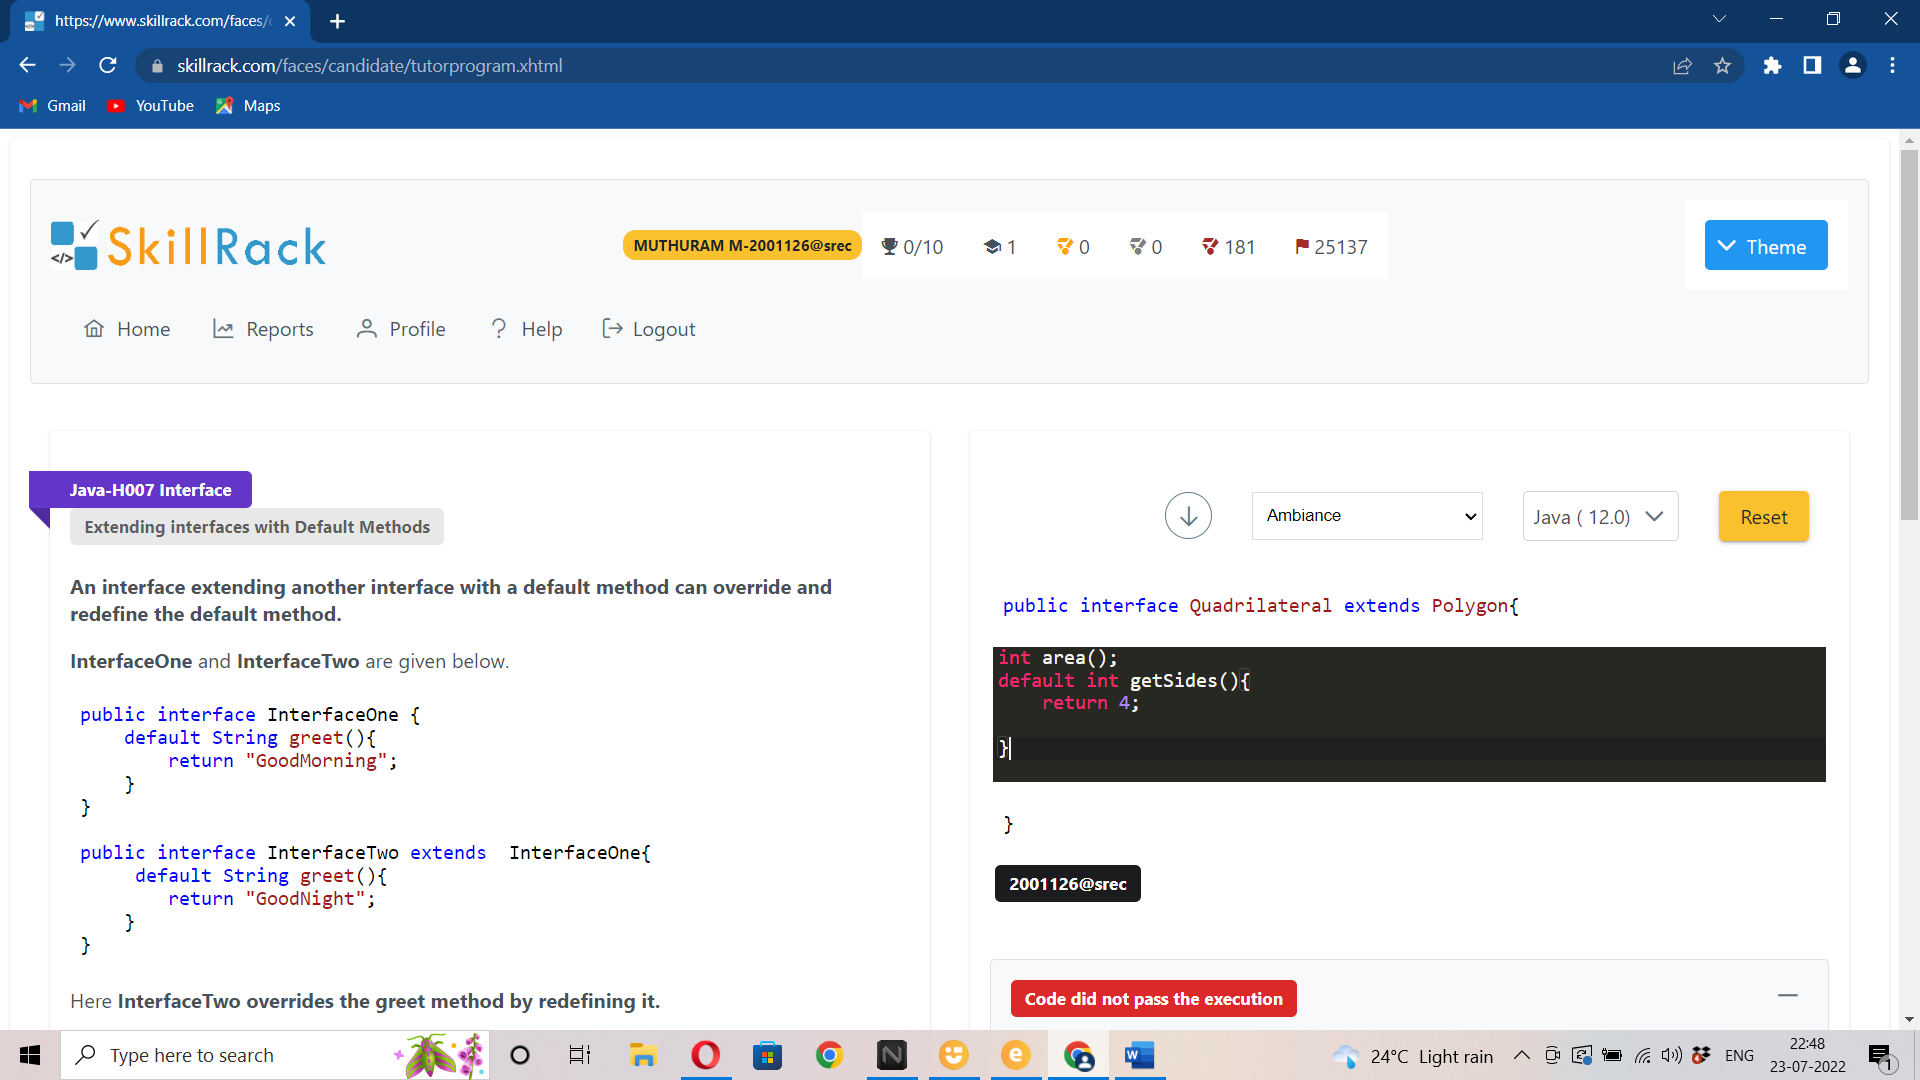 https://www.skillrack.com/faces/c
skillrack.com/faces/candidate/tutorprogram.xhtml
Gmail
YouTube
Maps
SkillRack
MUTHURAM M-2001126@srec
0/10
1
0
0
181
25137
Theme
Home
Reports
Profile
Help
Logout
Java-H007 Interface
Extending interfaces with Default Methods
An interface extending another interface with a default method can override and
redefine the default method.
InterfaceOne and InterfaceTwo are given below.
public interface InterfaceOne {
default String greet(){
return "GoodMorning";
}
}
public interface InterfaceTwo extends  InterfaceOne{
default String greet(){
return "GoodNight";
}
}
Here InterfaceTwo overrides the greet method by redefining it.
Ambiance
Java ( 12.0)
Reset
public interface Quadrilateral extends Polygon{
int area();
default int getSides(){
return 4;
}
}
2001126@srec
Code did not pass the execution
Type here to search
24°C Light rain
ENG
22:48
23-07-2022
1